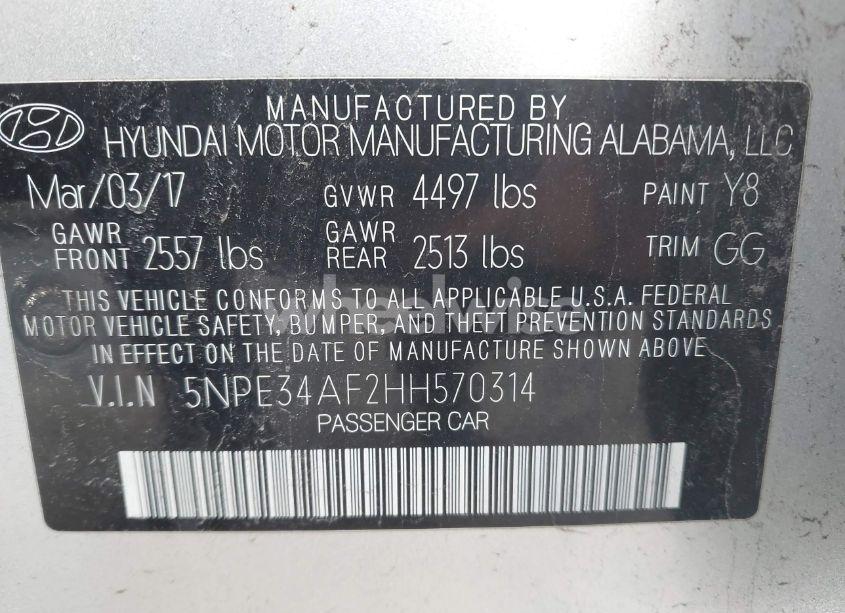 MANUFACTURED BY
HYUNDAI MOTOR MANUFACTURING ALABAMA, LLC
Mar/03/17 GVWR 4497 lbs PAINT Y8
GAWR FRONT 2557 lbs GAWR REAR 2513 lbs TRIM GG
THIS VEHICLE CONFORMS TO ALL APPLICABLE U.S.A. FEDERAL
MOTOR VEHICLE SAFETY, BUMPER, AND THEFT PREVENTION STANDARDS
IN EFFECT ON THE DATE OF MANUFACTURE SHOWN ABOVE.
V.I.N 5NPE34AF2HH570314
PASSENGER CAR